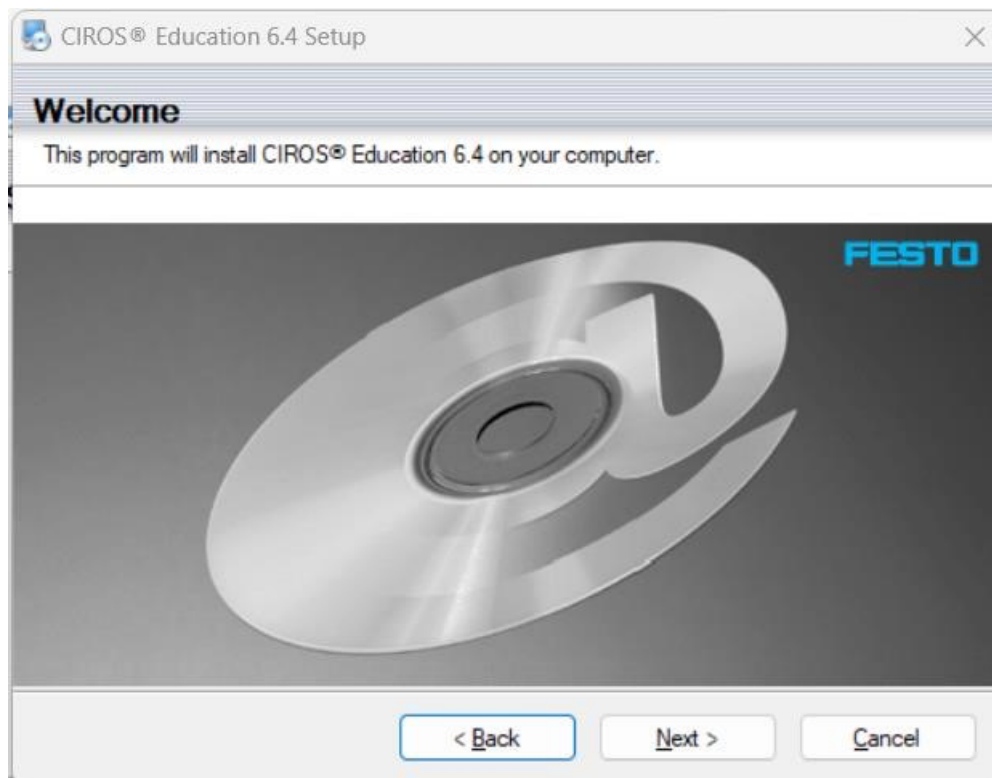 CIROS® Education 6.4 Setup
Welcome
This program will install CIROS® Education 6.4 on your computer.
FESTO
< Back
Next >
Cancel